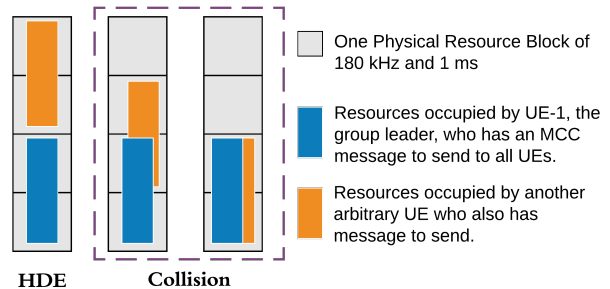 One Physical Resource Block of
180 kHz and 1 ms
Resources occupied by UE-1, the
group leader, who has an MCC
message to send to all UEs.
Resources occupied by another
arbitrary UE who also has
message to send.
HDE
Collision